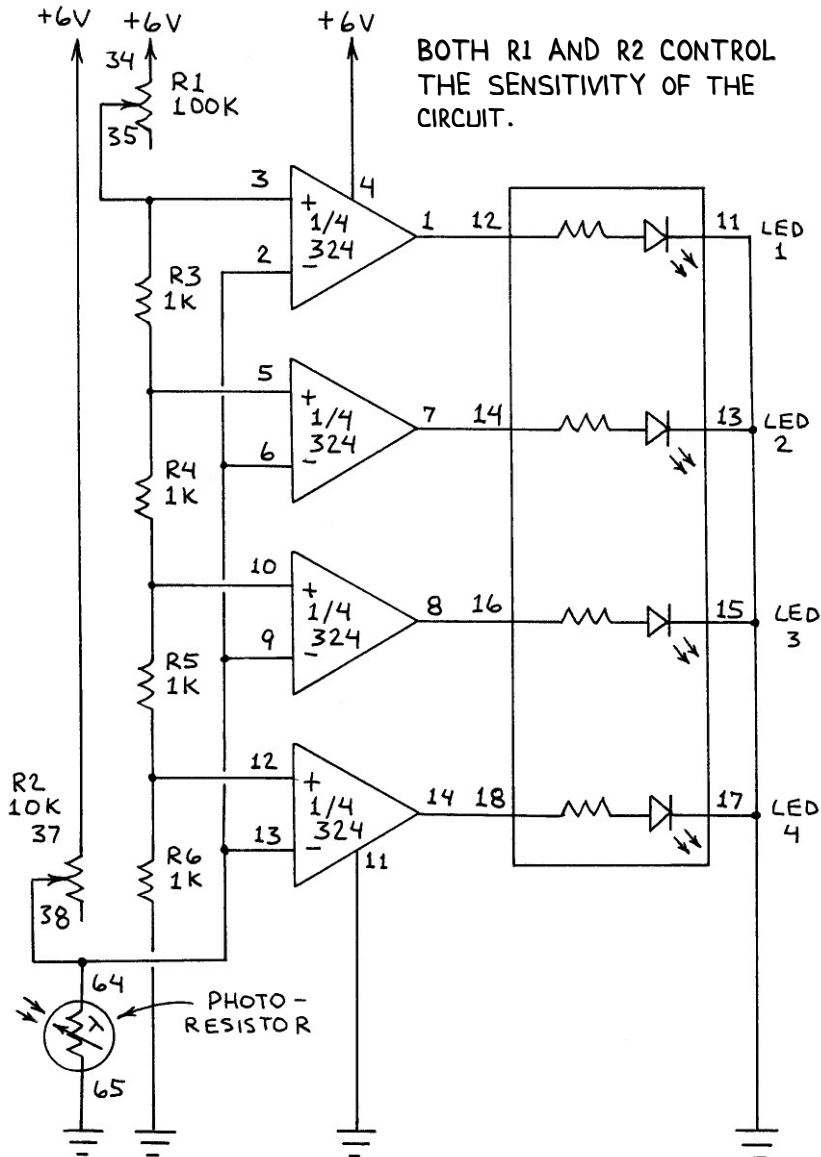 +6V
+6V
+6V
BOTH R1 AND R2 CONTROL
THE SENSITIVITY OF THE
CIRCUIT.
34
R1
100K
35
3
4
+
1/4
324
-
1
12
11
LED
1
2
R3
1K
5
+
1/4
324
-
7
14
13
LED
2
6
R4
1K
10
+
1/4
324
-
8
16
15
LED
3
9
R5
1K
12
+
1/4
324
-
14
18
17
LED
4
13
11
R2
10K
37
R6
1K
38
64
PHOTO-
RESISTOR
λ
65